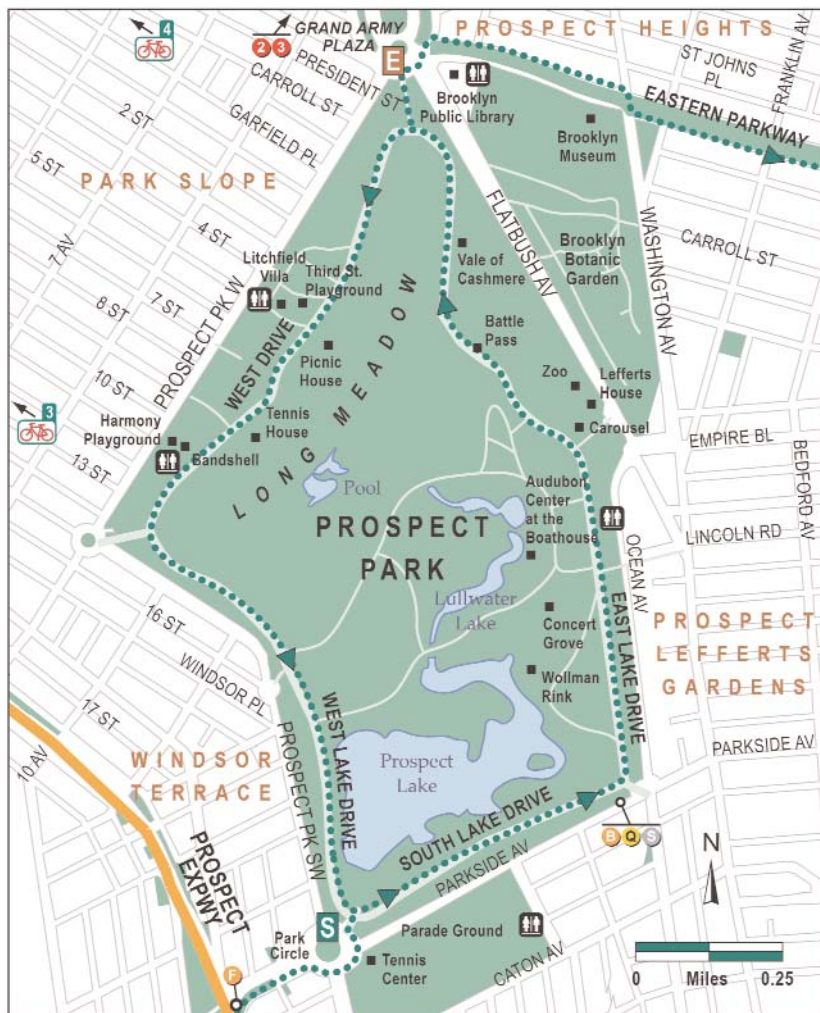 4
2 3
GRAND ARMY
PLAZA
E
PROSPECT HEIGHTS
ST JOHNS
PL
FRANKLIN AV
PRESIDENT ST
CARROLL ST
GARFIELD PL
2 ST
5 ST
4 ST
Brooklyn
Public Library
Brooklyn
Museum
EASTERN PARKWAY
PARK SLOPE
7 AV
8 ST
7 ST
10 ST
13 ST
PROSPECT PK W
FLATBUSH AV
WASHINGTON AV
CARROLL ST
Brooklyn
Botanic
Garden
Vale of
Cashmere
Litchfield
Villa
Third St.
Playground
WEST DRIVE
Picnic
House
LONG MEADOW
Battle
Pass
Zoo
Lefferts
House
Carousel
3
Harmony
Playground
Bandshell
Tennis
House
EMPIRE BL
BEDFORD AV
Pool
PROSPECT
PARK
Audubon
Center
at the
Boathouse
LINCOLN RD
OCEAN AV
Lullwater
Lake
EAST LAKE DRIVE
Concert
Grove
PROSPECT
LEFFERTS
GARDENS
16 ST
WINDSOR PL
17 ST
10 AV
Wollman
Rink
PARKSIDE AV
WINDSOR
TERRACE
PROSPECT PK SW
WEST LAKE DRIVE
Prospect
Lake
SOUTH LAKE DRIVE
PARKSIDE AV
B Q S
PROSPECT
EXPWY
N
S
Park
Circle
Parade Ground
Tennis
Center
CATON AV
F
0 Miles 0.25